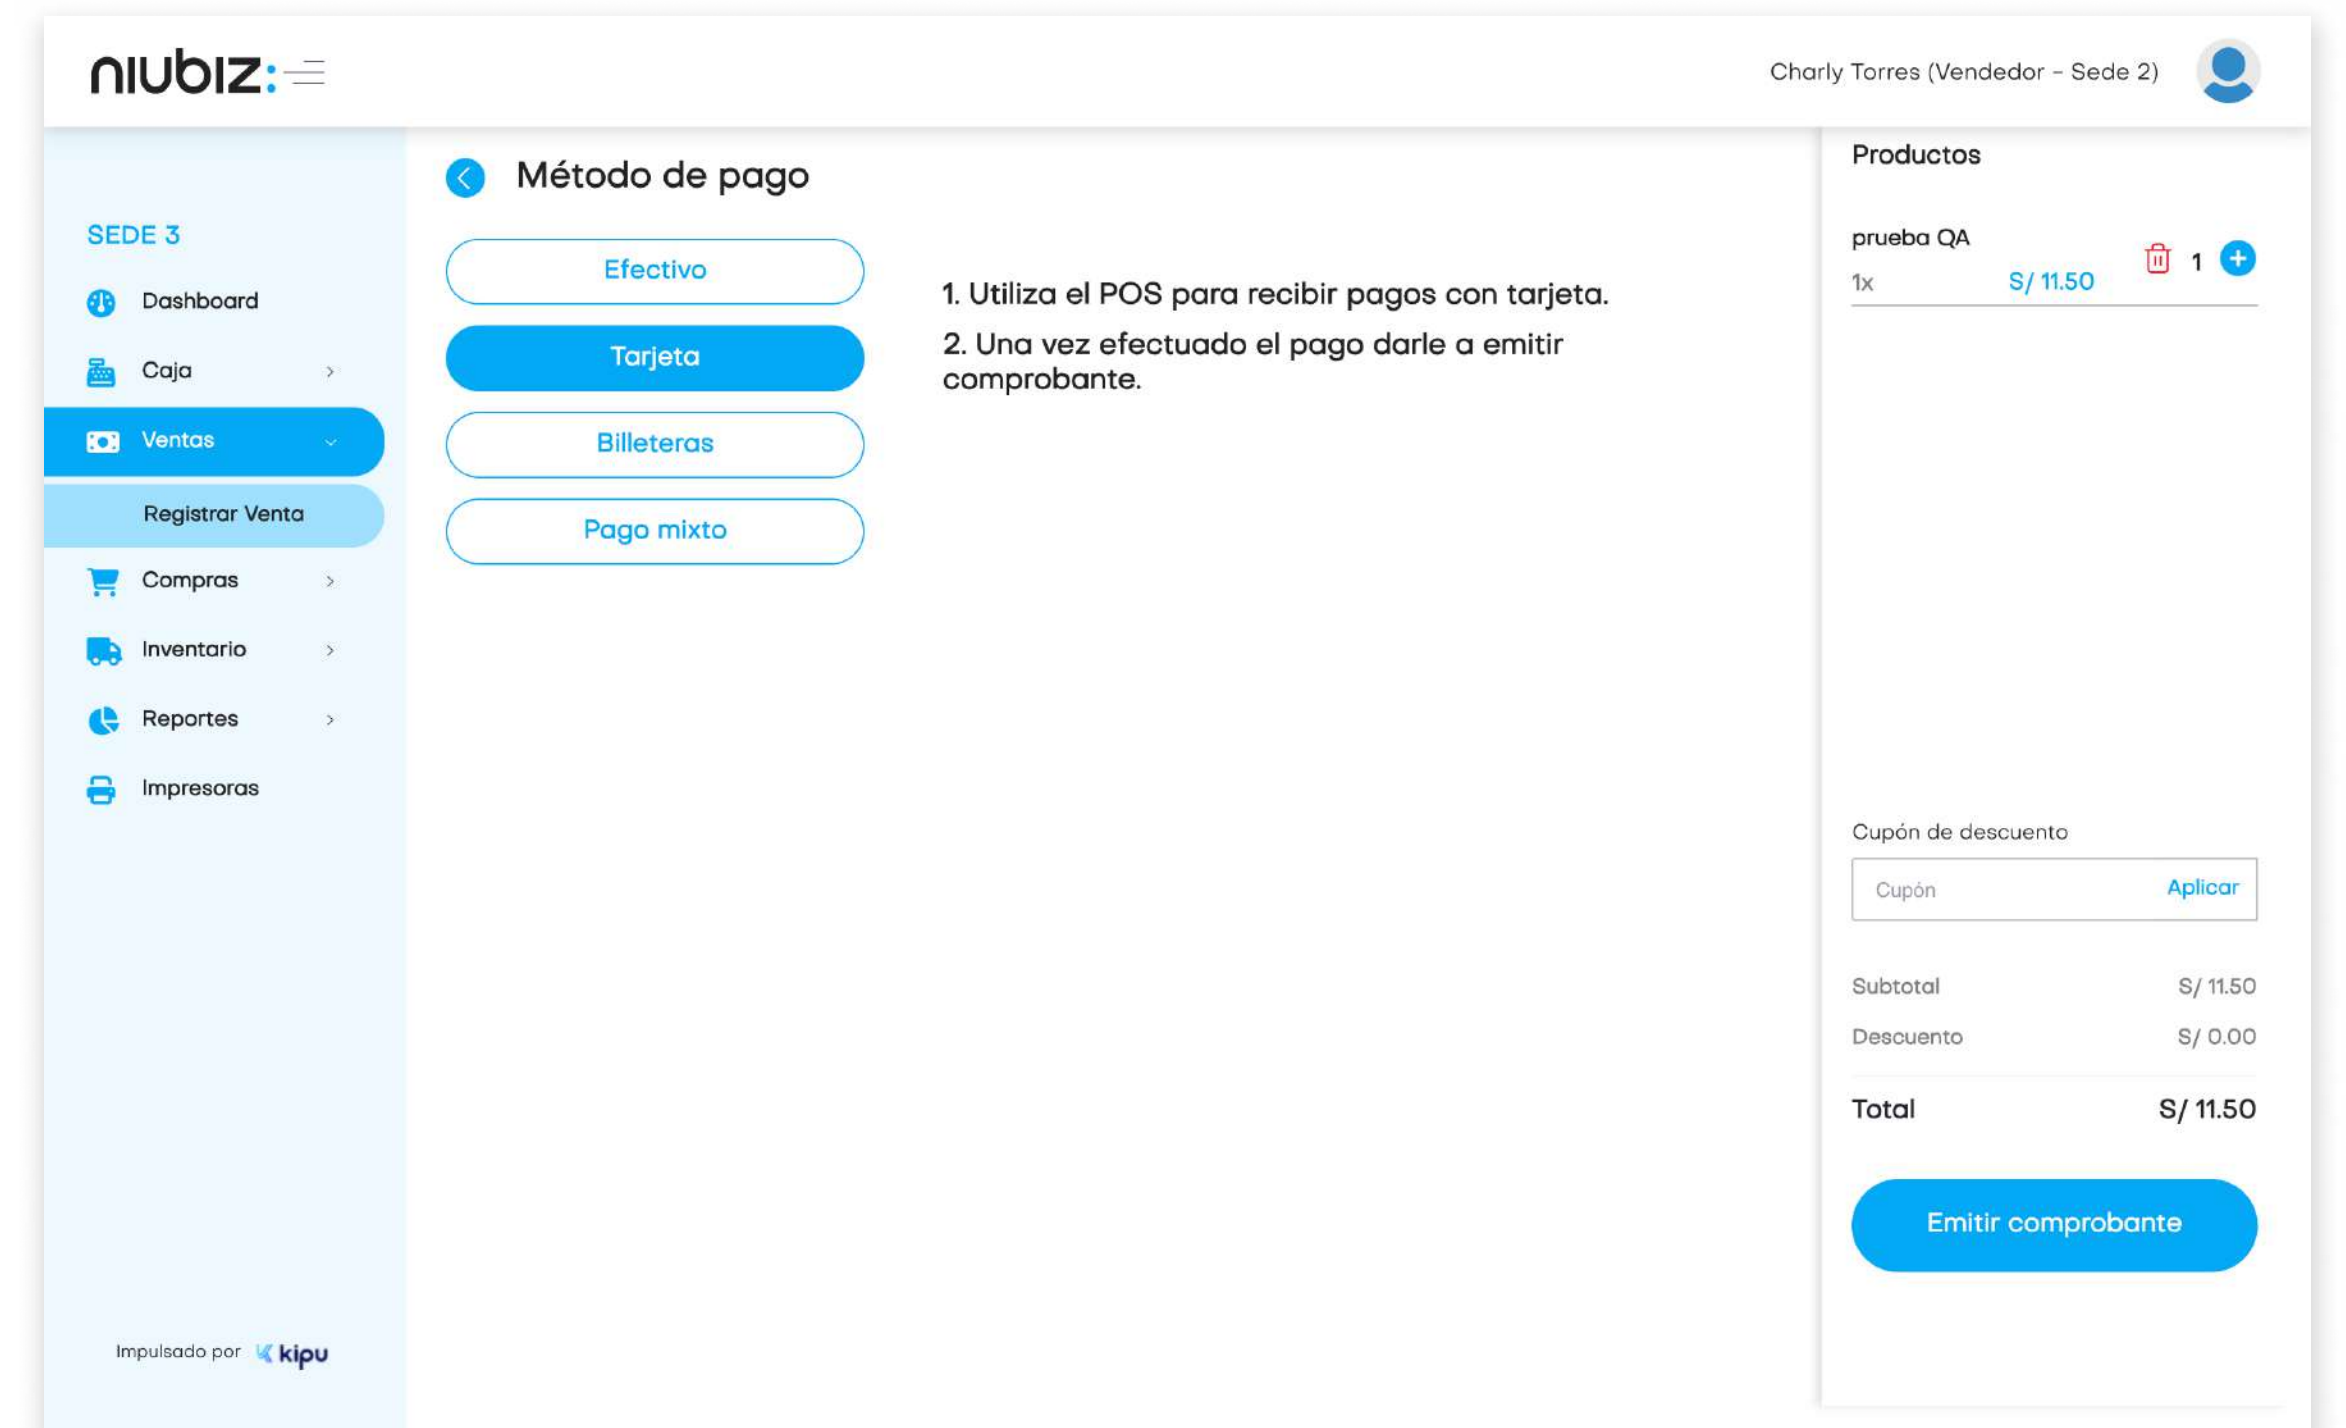 niubiz:
Charly Torres (Vendedor - Sede 2)
SEDE 3
Dashboard
Caja
Ventas
Registrar Venta
Compras
Inventario
Reportes
Impresoras
Impulsado por kipu
Método de pago
Efectivo
Tarjeta
Billeteras
Pago mixto
1. Utiliza el POS para recibir pagos con tarjeta.
2. Una vez efectuado el pago darle a emitir
comprobante.
Productos
prueba QA
1x S/ 11.50 1
Cupón de descuento
Cupón Aplicar
Subtotal S/ 11.50
Descuento S/ 0.00
Total S/ 11.50
Emitir comprobante